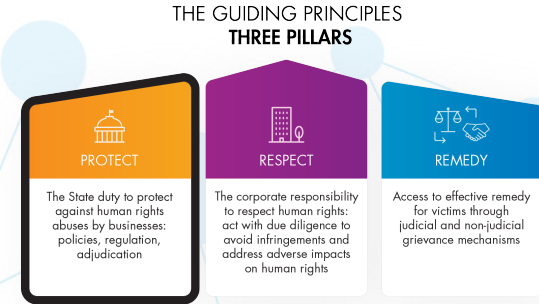 THE GUIDING PRINCIPLES
THREE PILLARS
PROTECT
The State duty to protect
against human rights
abuses by businesses:
policies, regulation,
adjudication
RESPECT
The corporate responsibility
to respect human rights:
act with due diligence to
avoid infringements and
address adverse impacts
on human rights
REMEDY
Access to effective remedy
for victims through
judicial and non-judicial
grievance mechanisms